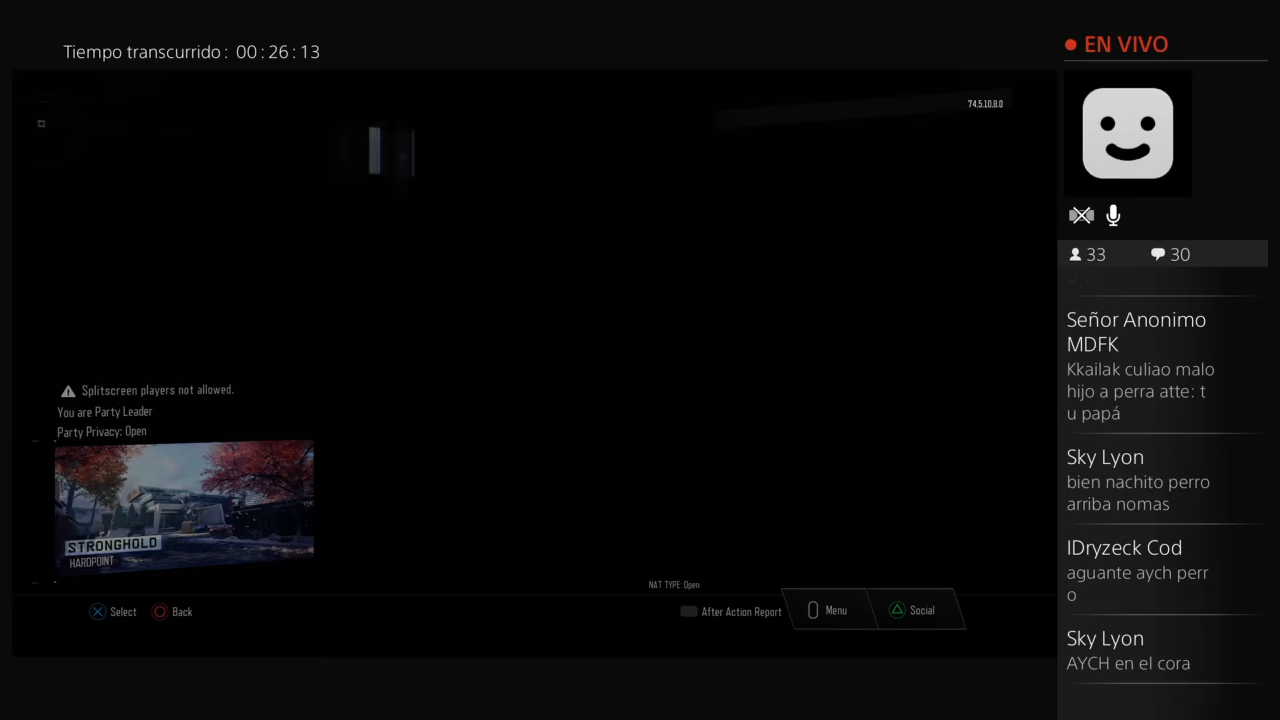 Tiempo transcurrido: 00:26:13
EN VIVO
74.5.10.8.0
33
30
Señor Anonimo
MDFK
Kkailak culiao malo
hijo a perra atte: t
u papá
Sky Lyon
bien nachito perro
arriba nomas
IDryzeck Cod
aguante aych perr
o
Sky Lyon
AYCH en el cora
Splitscreen players not allowed.
You are Party Leader
Party Privacy: Open
STRONGHOLD
HARDPOINT
NAT TYPE: Open
Select
Back
After Action Report
Menu
Social